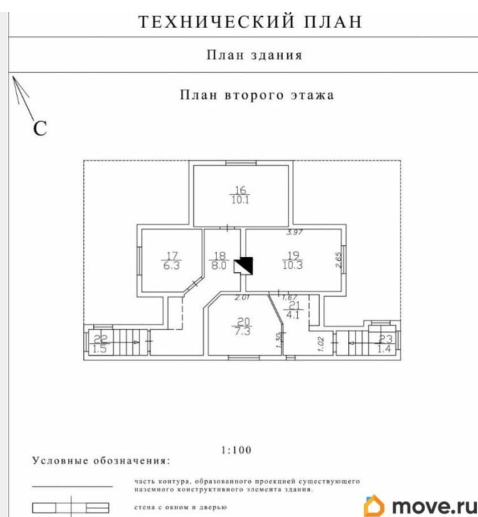 ТЕХНИЧЕСКИЙ ПЛАН
План здания
План второго этажа
С
16
10.1
3.97
17
6.3
18
8.0
19
10.3
2.65
2.01
1.67
21
4.1
20
7.3
1.50
1.02
22
1.5
23
1.4
1:100
Условные обозначения:
часть контура, образованного проекцией существующего
наземного конструктивного элемента здания.
стена с окном и дверью
move.ru